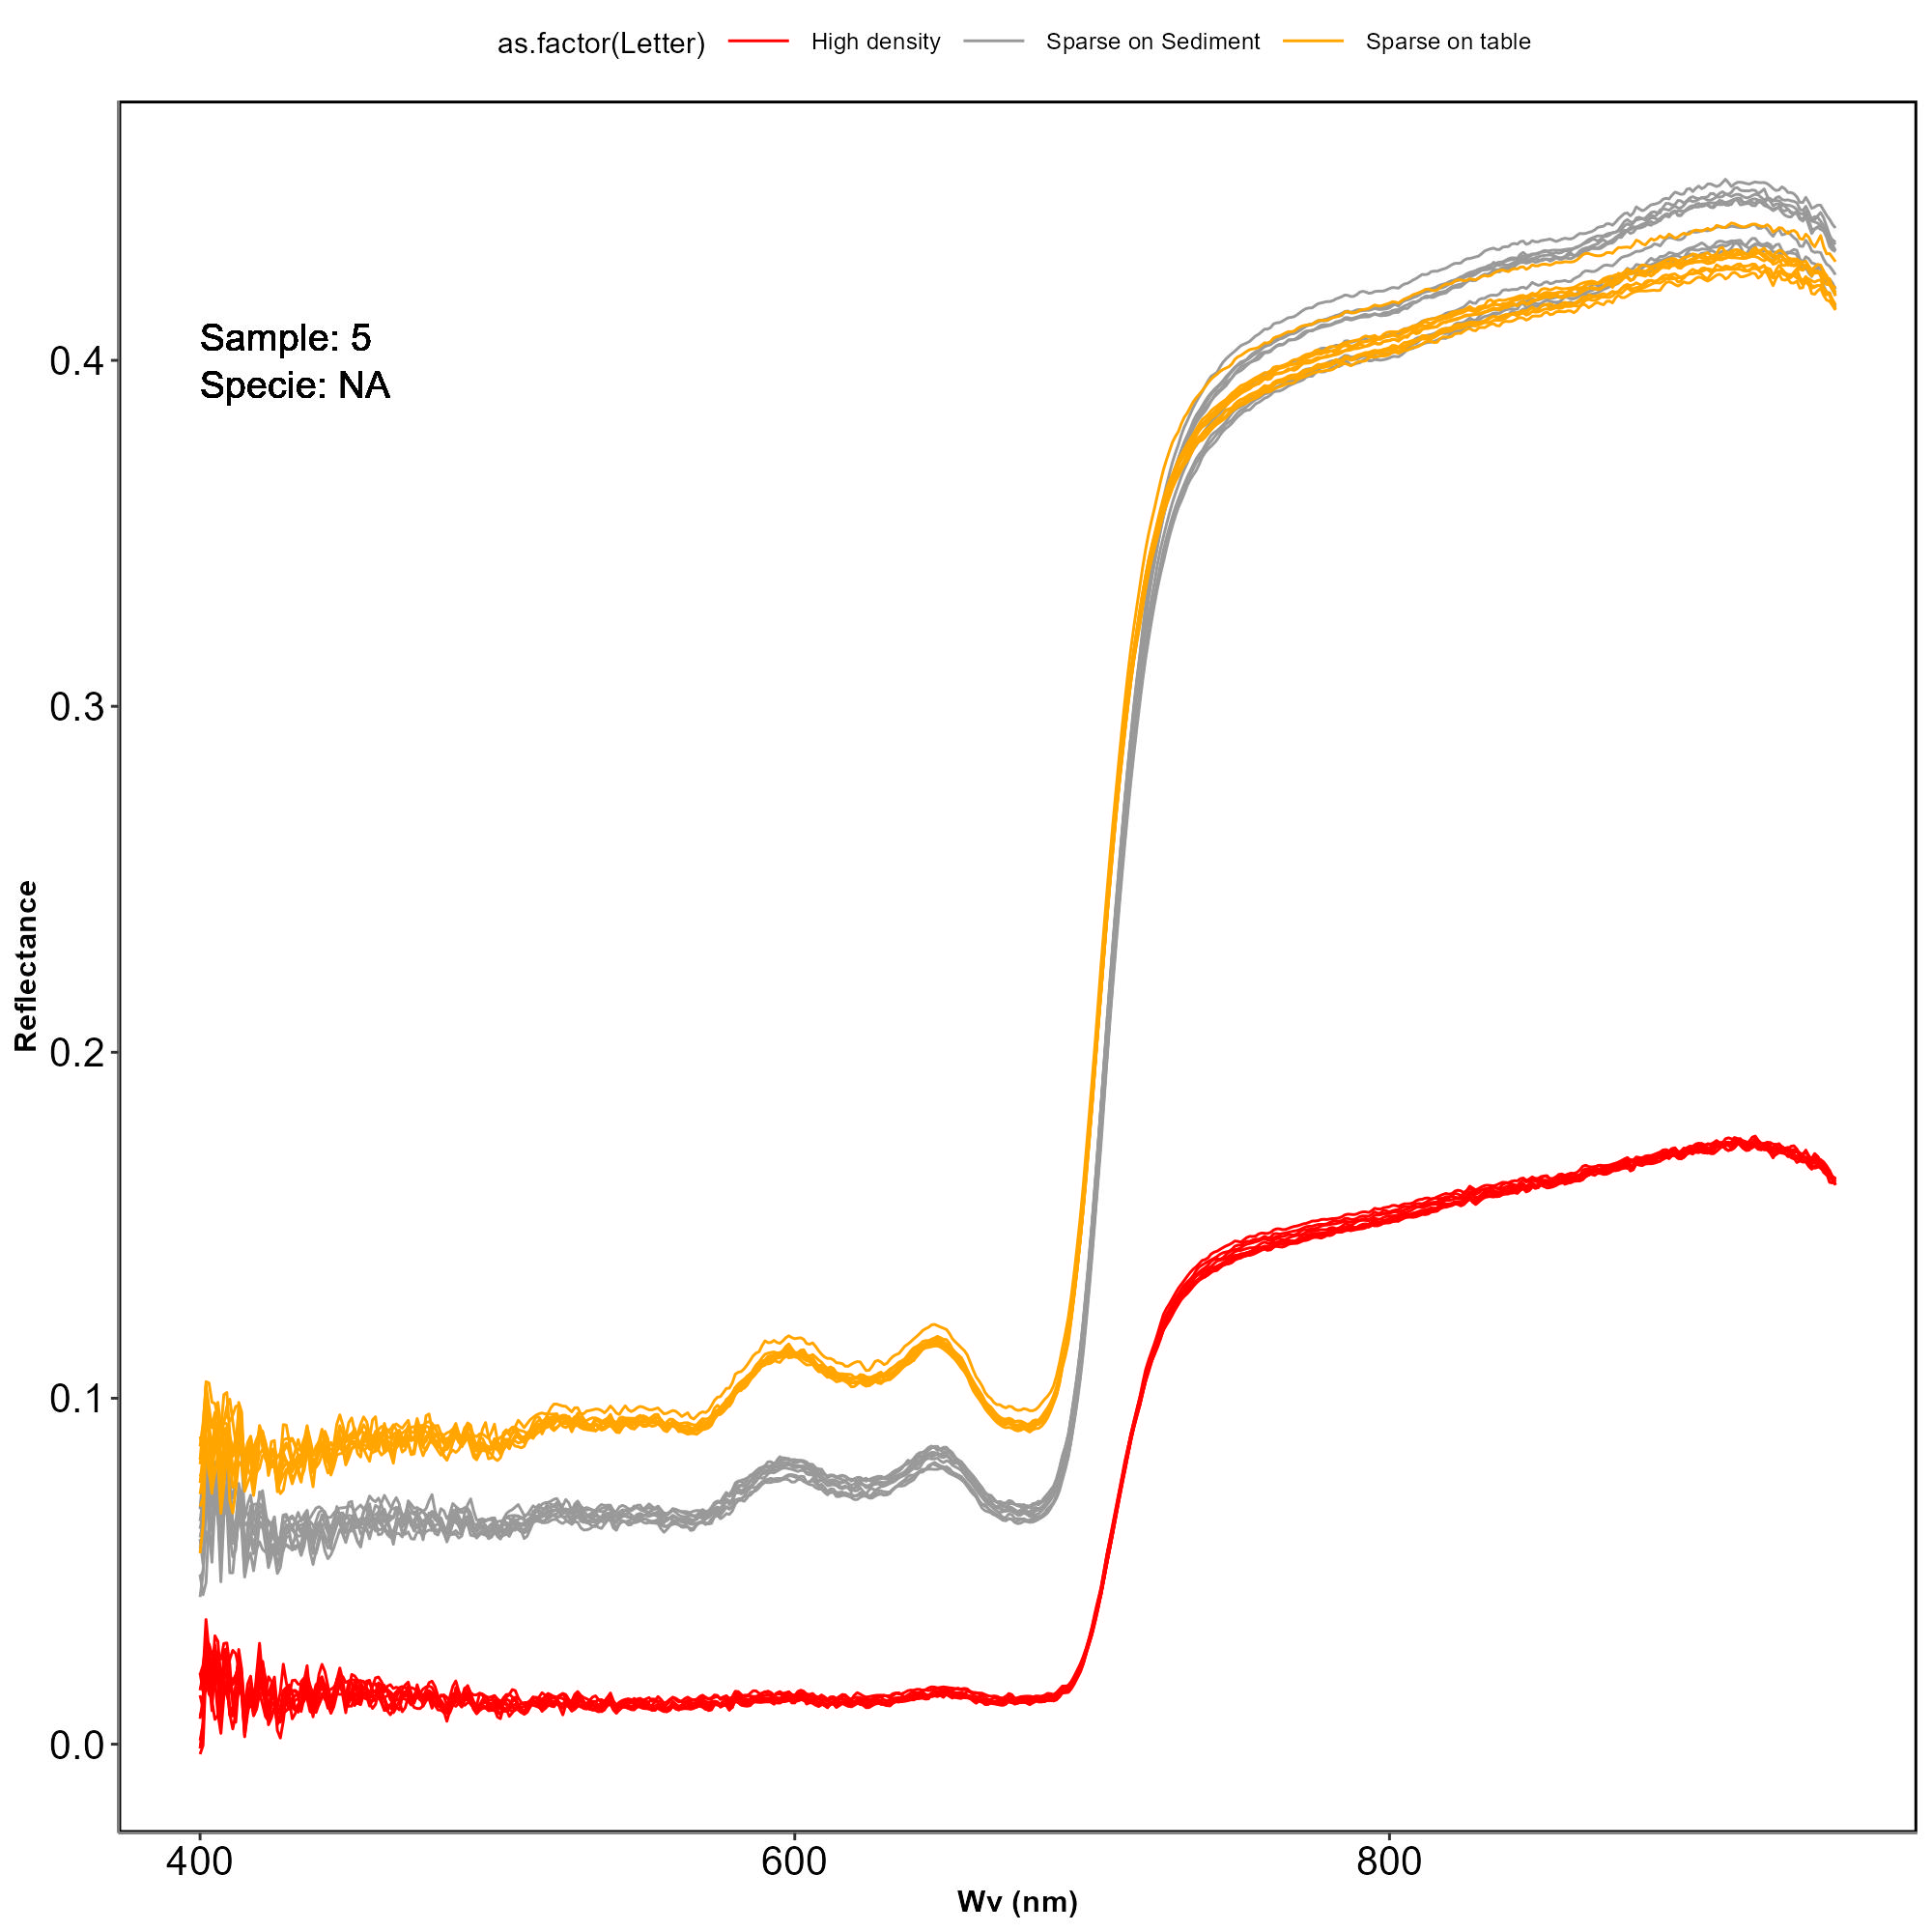 as.factor(Letter) High density Sparse on Sediment Sparse on table
Sample: 5
Specie: NA
0.4
0.3
0.2
0.1
0.0
Reflectance
400 600 800
Wv (nm)